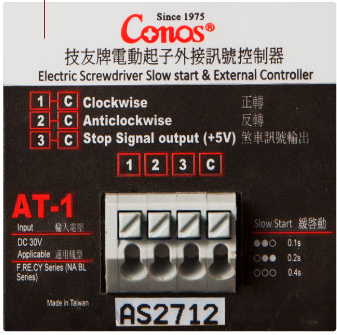 Since 1975
Conos®
技友牌電動起子外接訊號控制器
Electric Screwdriver Slow start & External Controller
1 C Clockwise 正轉
2 C Anticlockwise 反轉
3 C Stop Signal output (+5V) 煞車訊號輸出
1 2 3 C
AT-1
Input 輸入電壓
DC 30V
Applicable 適用機型
F.RE.CY Series (NA BL
Series)
Made in Taiwan
Slow Start 緩啓動
0.1s
0.2s
0.4s
AS2712